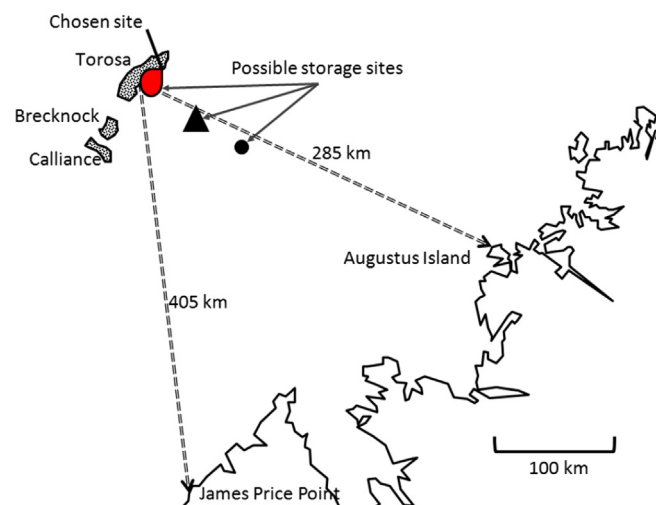 Chosen site
Torosa
Possible storage sites
Brecknock
Calliance
285 km
Augustus Island
405 km
100 km
James Price Point